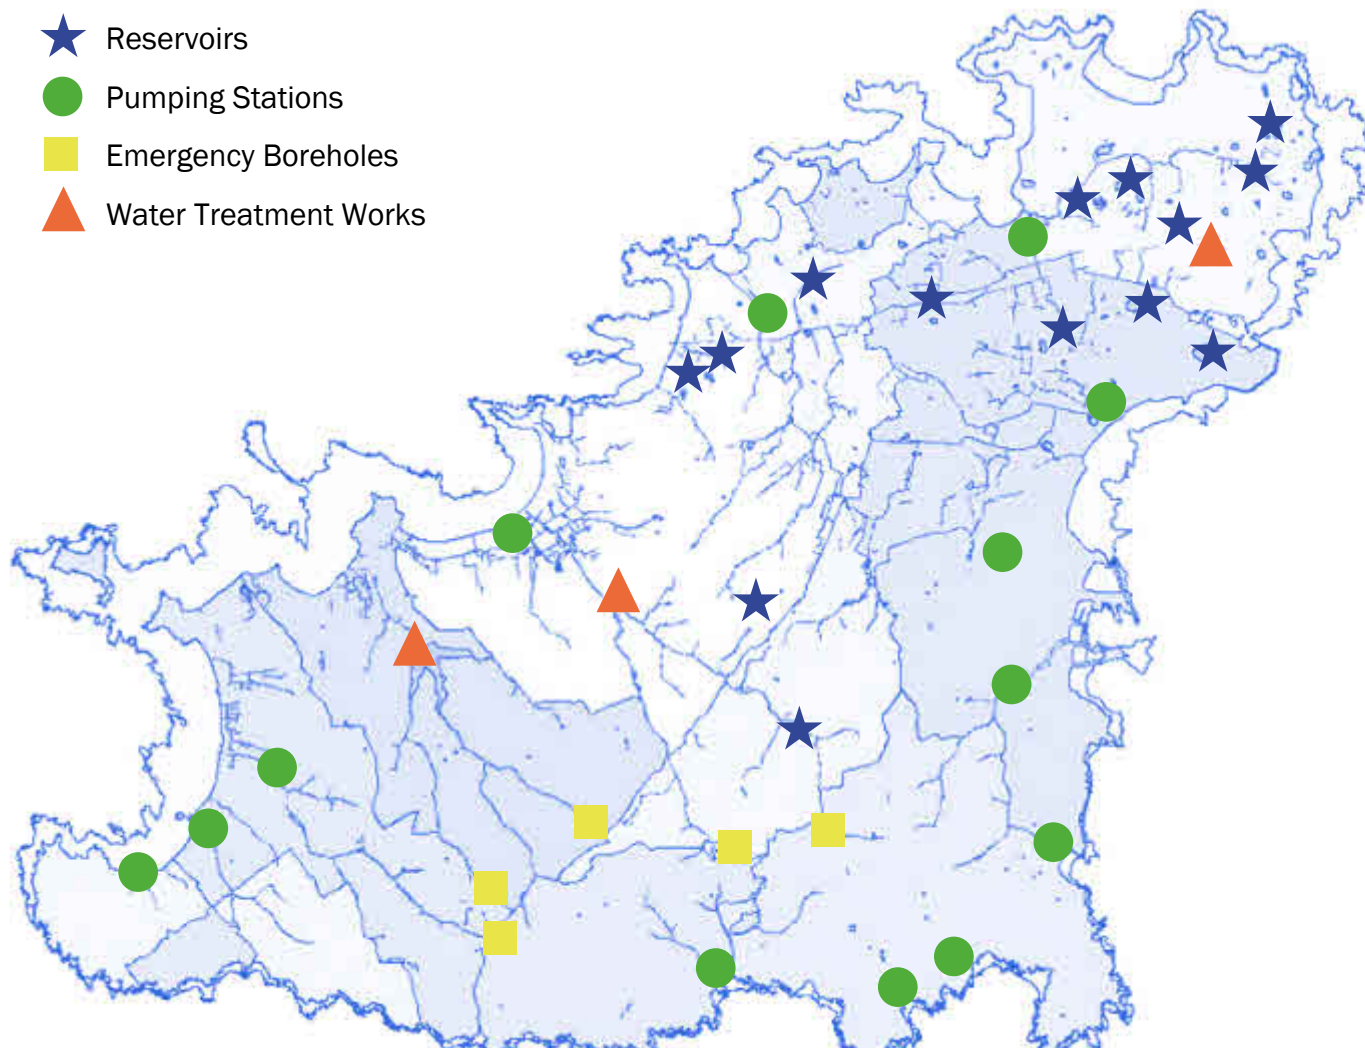 Reservoirs
Pumping Stations
Emergency Boreholes
Water Treatment Works